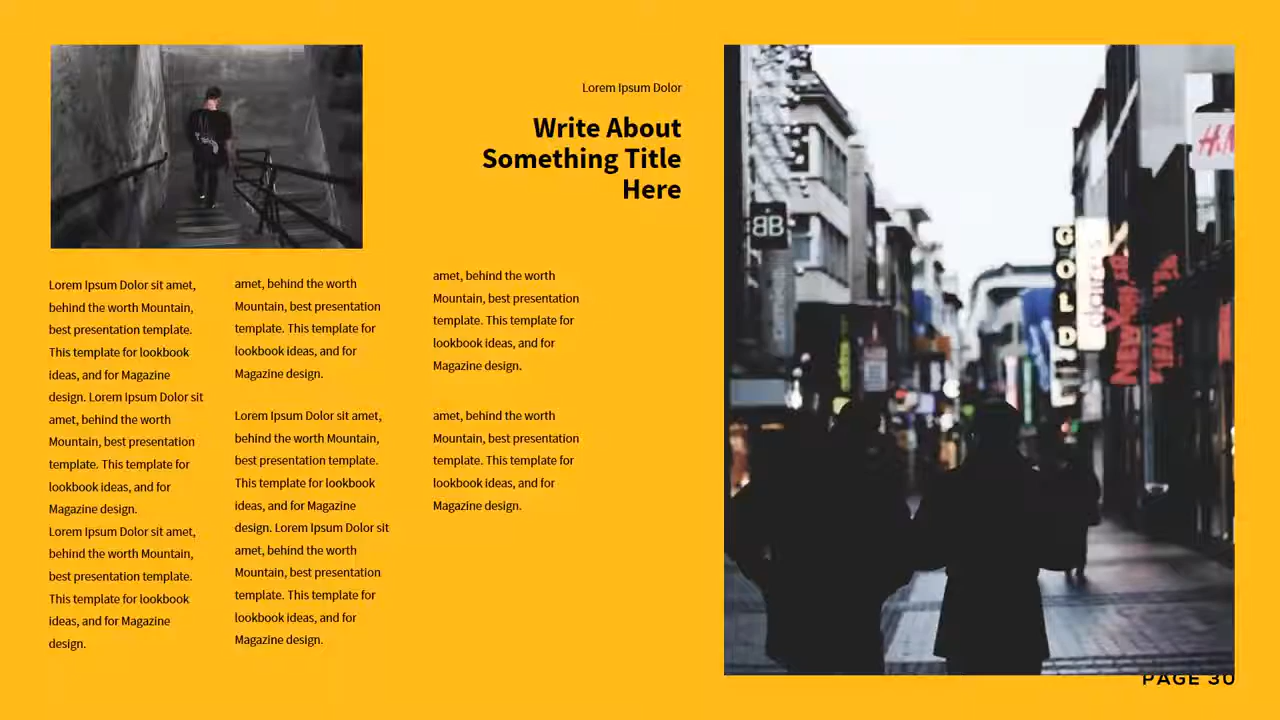 Lorem Ipsum Dolor
Write About
Something Title
Here
Lorem Ipsum Dolor sit amet,
behind the worth Mountain,
best presentation template.
This template for lookbook
ideas, and for Magazine
design. Lorem Ipsum Dolor sit
amet, behind the worth
Mountain, best presentation
template. This template for
lookbook ideas, and for
Magazine design.
Lorem Ipsum Dolor sit amet,
behind the worth Mountain,
best presentation template.
This template for lookbook
ideas, and for Magazine
design.
amet, behind the worth
Mountain, best presentation
template. This template for
lookbook ideas, and for
Magazine design.
Lorem Ipsum Dolor sit amet,
behind the worth Mountain,
best presentation template.
This template for lookbook
ideas, and for Magazine
design. Lorem Ipsum Dolor sit
amet, behind the worth
Mountain, best presentation
template. This template for
lookbook ideas, and for
Magazine design.
amet, behind the worth
Mountain, best presentation
template. This template for
lookbook ideas, and for
Magazine design.
amet, behind the worth
Mountain, best presentation
template. This template for
lookbook ideas, and for
Magazine design.
BB
H&M
GOLD
claire's
PAGE 30